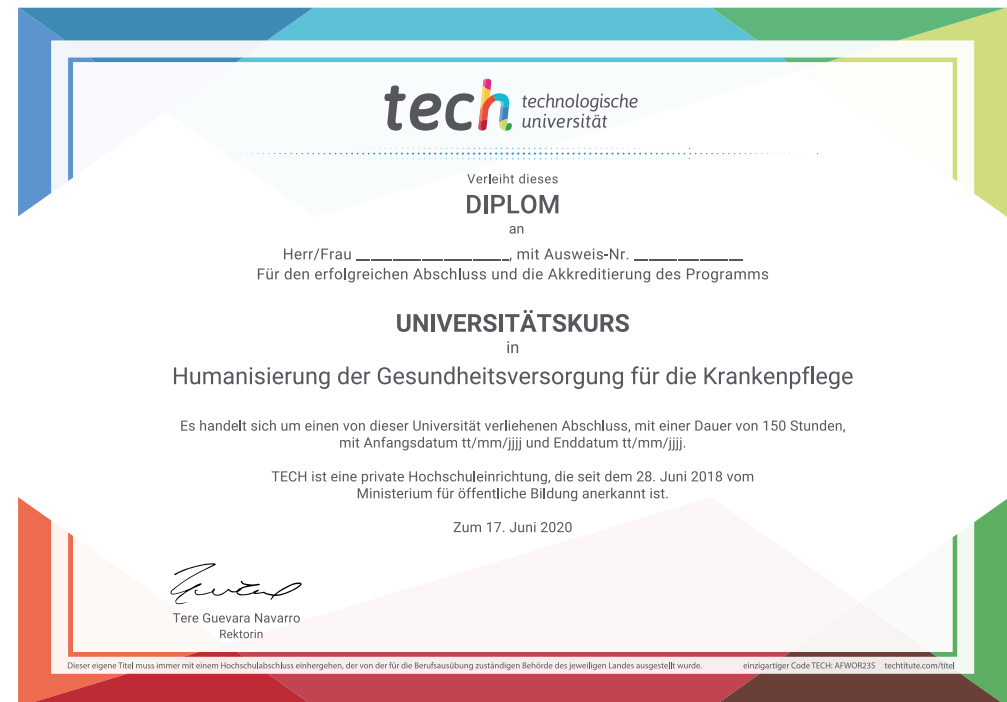 tech technologische
universität
Verleiht dieses
DIPLOM
an
Herr/Frau ____________________, mit Ausweis-Nr. ______________
Für den erfolgreichen Abschluss und die Akkreditierung des Programms
UNIVERSITÄTSKURS
in
Humanisierung der Gesundheitsversorgung für die Krankenpflege
Es handelt sich um einen von dieser Universität verliehenen Abschluss, mit einer Dauer von 150 Stunden,
mit Anfangsdatum tt/mm/jjjj und Enddatum tt/mm/jjjj.
TECH ist eine private Hochschuleinrichtung, die seit dem 28. Juni 2018 vom
Ministerium für öffentliche Bildung anerkannt ist.
Zum 17. Juni 2020
Tere Guevara Navarro
Rektorin
Dieser eigene Titel muss immer mit einem Hochschulabschluss einhergehen, der von der für die Berufsausübung zuständigen Behörde des jeweiligen Landes ausgestellt wurde. einzigartiger Code TECH: AFWOR23S techtitute.com/titel